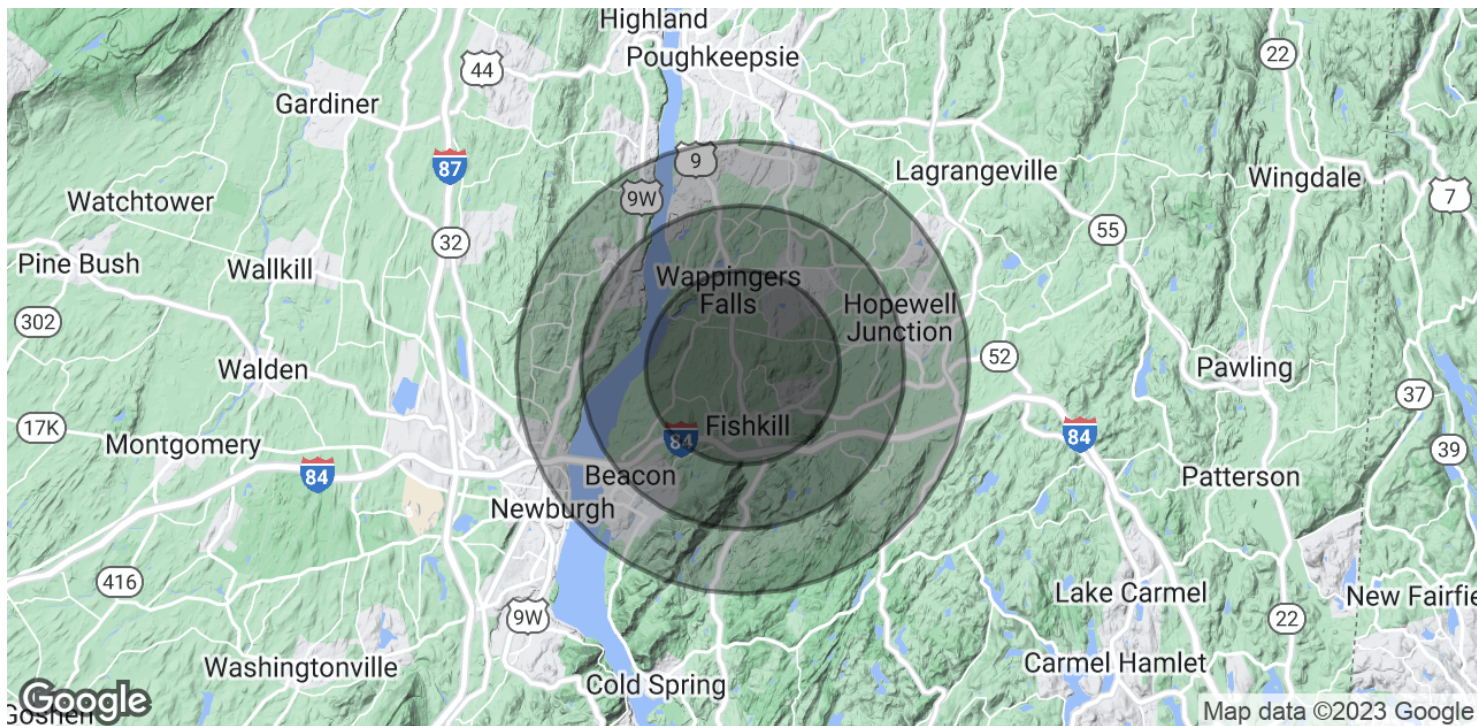 Highland
Poughkeepsie
22
44
Gardiner
9
87
Lagrangeville
Wingdale
7
Watchtower
9W
32
55
Pine Bush
Wallkill
Wappingers
Falls
Hopewell
Junction
302
52
Walden
Pawling
37
17K
Montgomery
Fishkill
84
84
84
39
Beacon
Patterson
Newburgh
416
9W
Lake Carmel
New Fairfie
22
Washingtonville
Carmel Hamlet
Cold Spring
Google
Goshen
Map data ©2023 Google